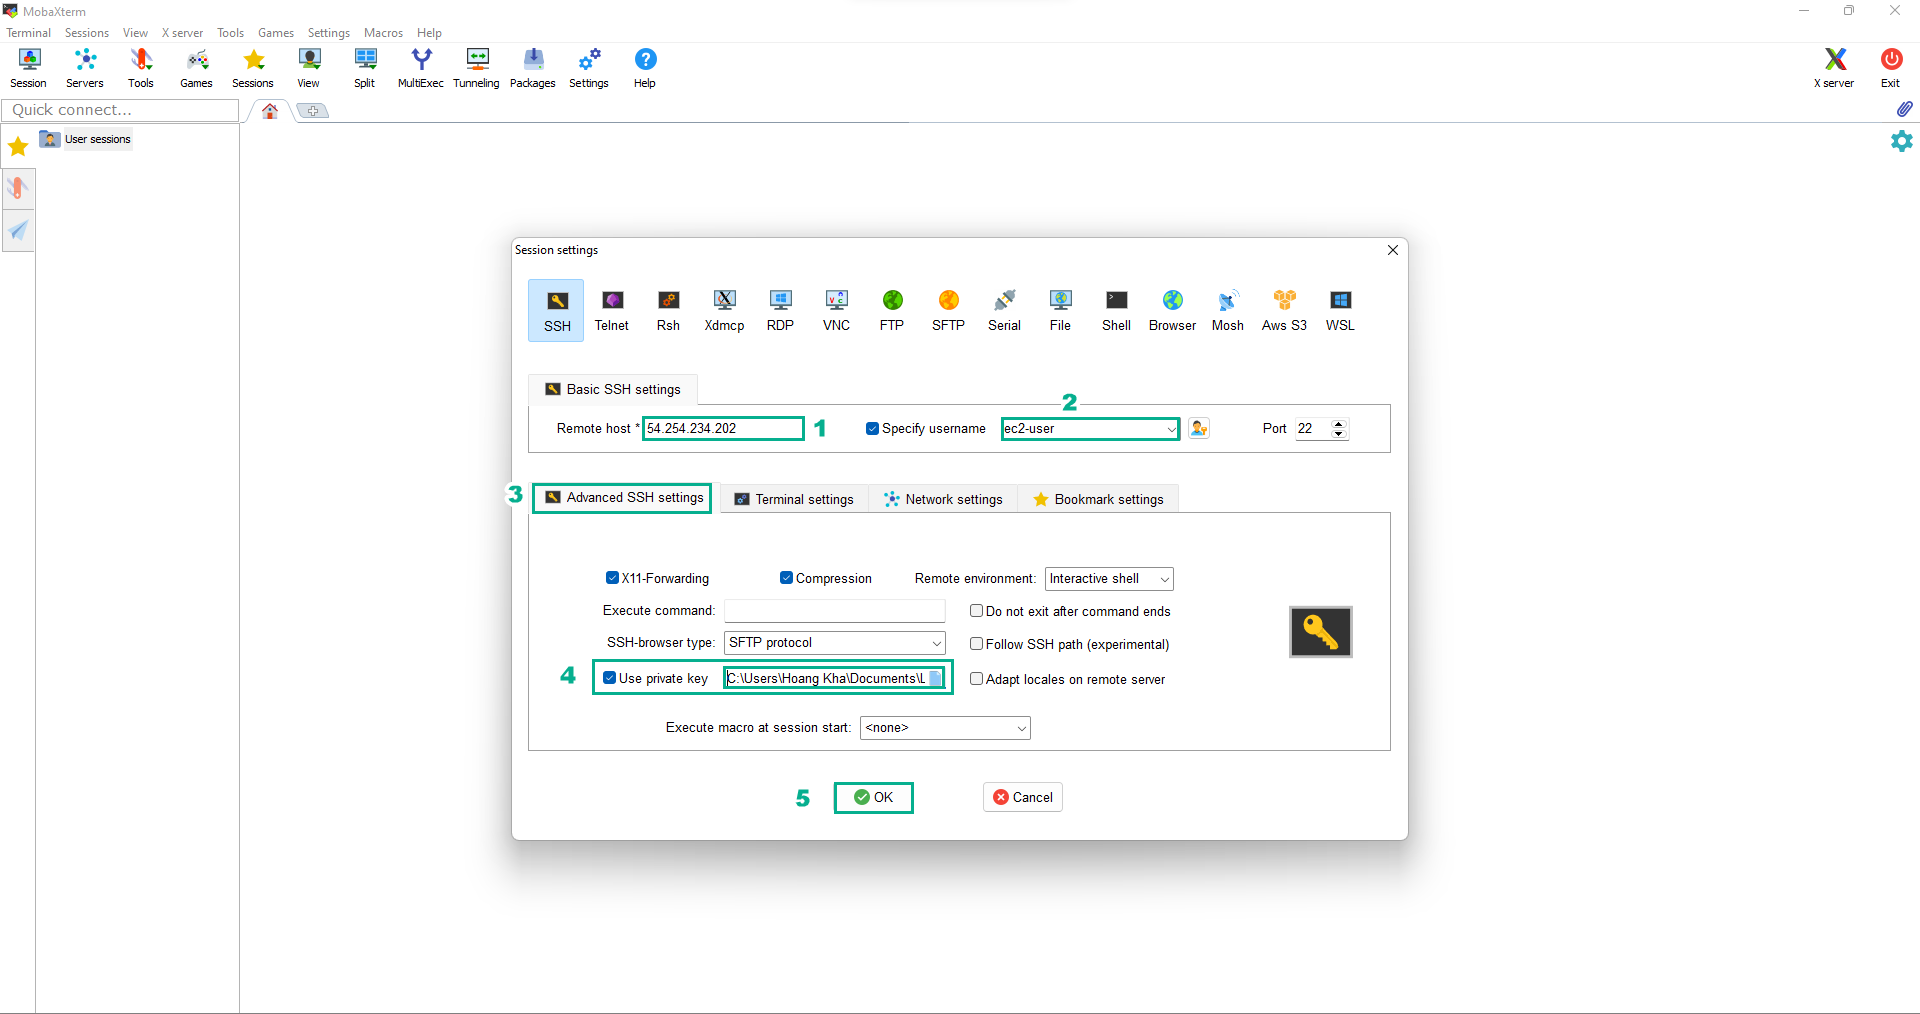 MobaXterm
Terminal Sessions View X server Tools Games Settings Macros Help
Session Servers Tools Games Sessions View Split MultiExec Tunneling Packages Settings Help X server Exit
Quick connect...
User sessions
Session settings
SSH Telnet Rsh Xdmcp RDP VNC FTP SFTP Serial File Shell Browser Mosh Aws S3 WSL
Basic SSH settings
2
Remote host * 54.254.234.202 1 Specify username ec2-user Port 22
3 Advanced SSH settings Terminal settings Network settings Bookmark settings
X11-Forwarding Compression Remote environment: Interactive shell
Execute command: Do not exit after command ends
SSH-browser type: SFTP protocol Follow SSH path (experimental)
4 Use private key C:\Users\Hoang Kha\Documents\L Adapt locales on remote server
Execute macro at session start: <none>
5 OK Cancel